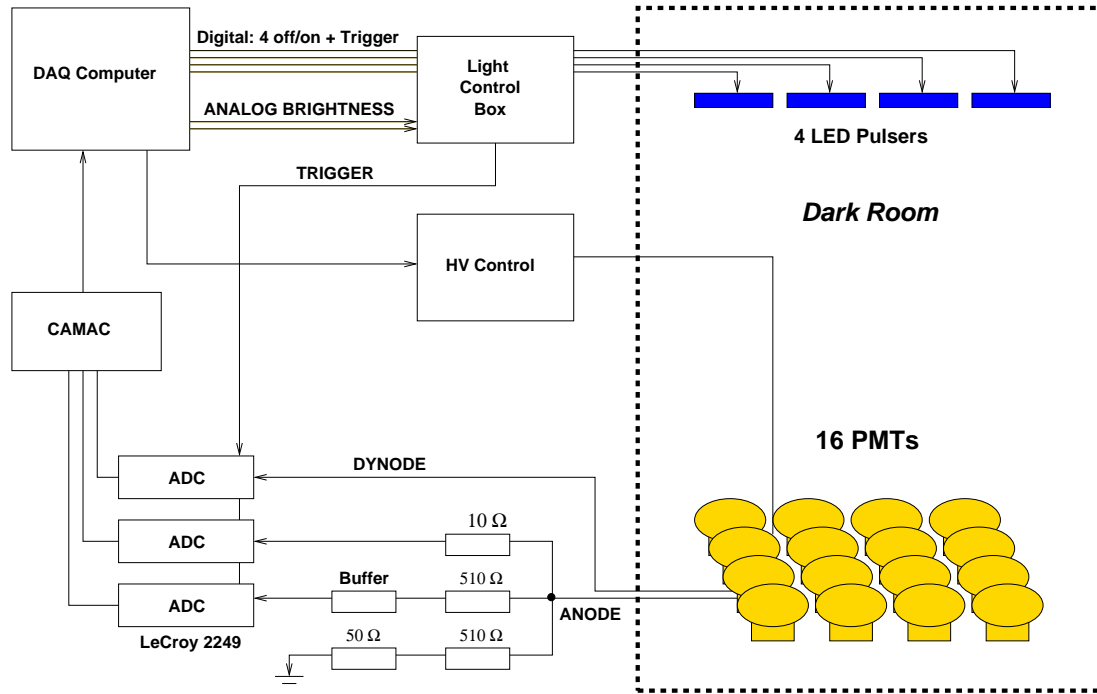 Digital: 4 off/on + Trigger
DAQ Computer
Light
Control
Box
ANALOG BRIGHTNESS
4 LED Pulsers
TRIGGER
Dark Room
HV Control
CAMAC
16 PMTs
DYNODE
ADC
10 Ω
ADC
Buffer
510 Ω
ADC
ANODE
LeCroy 2249
50 Ω
510 Ω